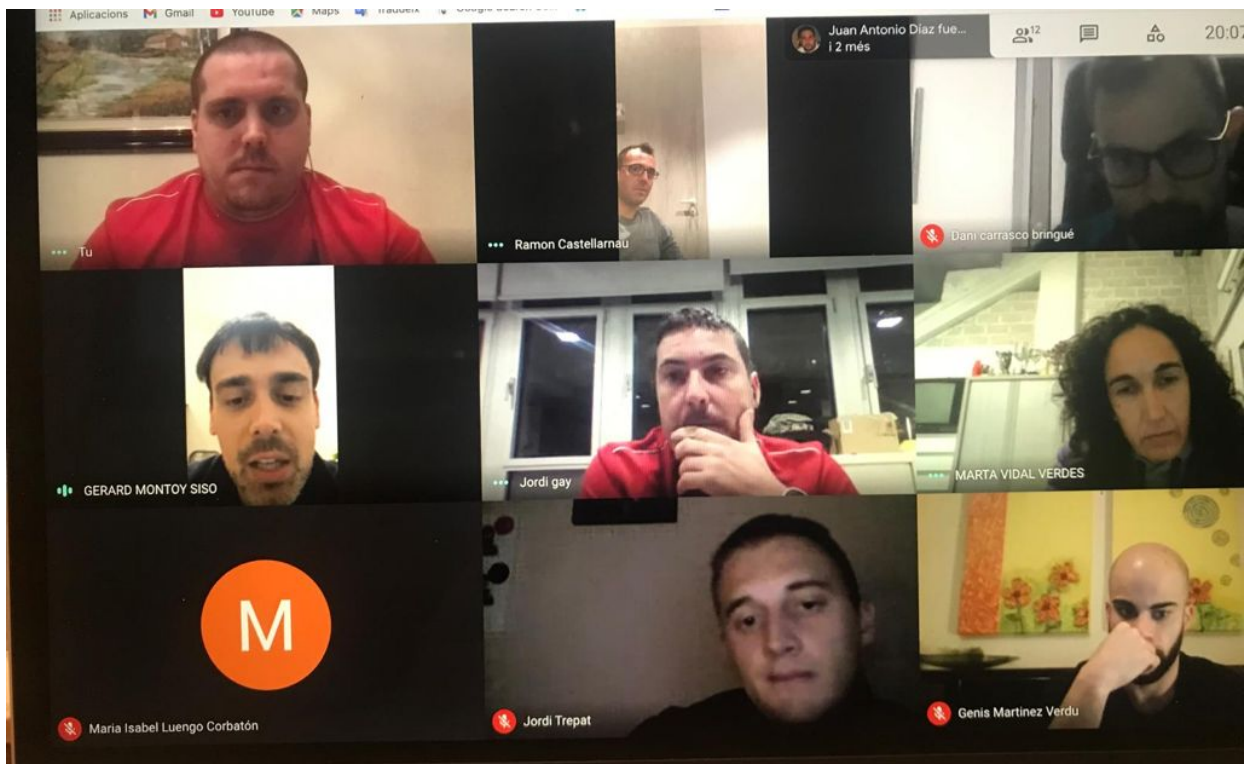 Aplicacions Gmail YouTube Maps
Juan Antonio Díaz fue...
i 2 més
12
20:07
Tu
Ramon Castellarnau
Dani carrasco bringué
GERARD MONTOY SISO
Jordi gay
MARTA VIDAL VERDES
M
Maria Isabel Luengo Corbatón
Jordi Trepat
Genis Martinez Verdu